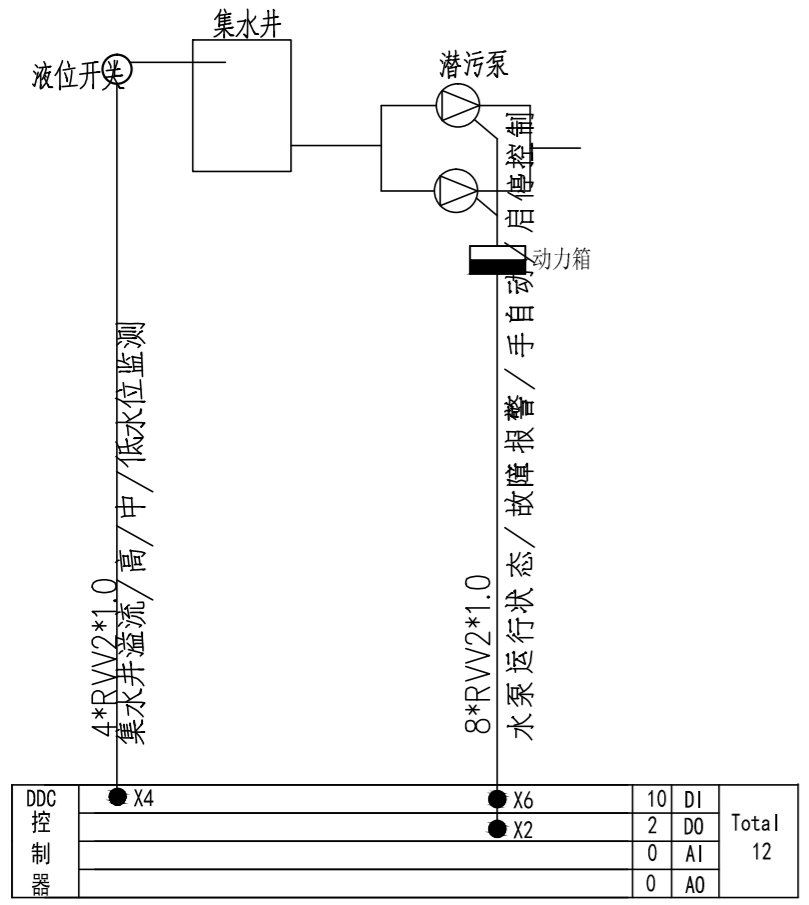 集水井
液位开关
潜污泵
动力箱
4*RVV2*1.0
集水井溢流/高/中/低水位监测
8*RVV2*1.0
水泵运行状态/故障报警/手自动/启停控制
DDC控制器
X4
X6
10 DI
X2
2 DO
0 AI
0 AO
Total
12